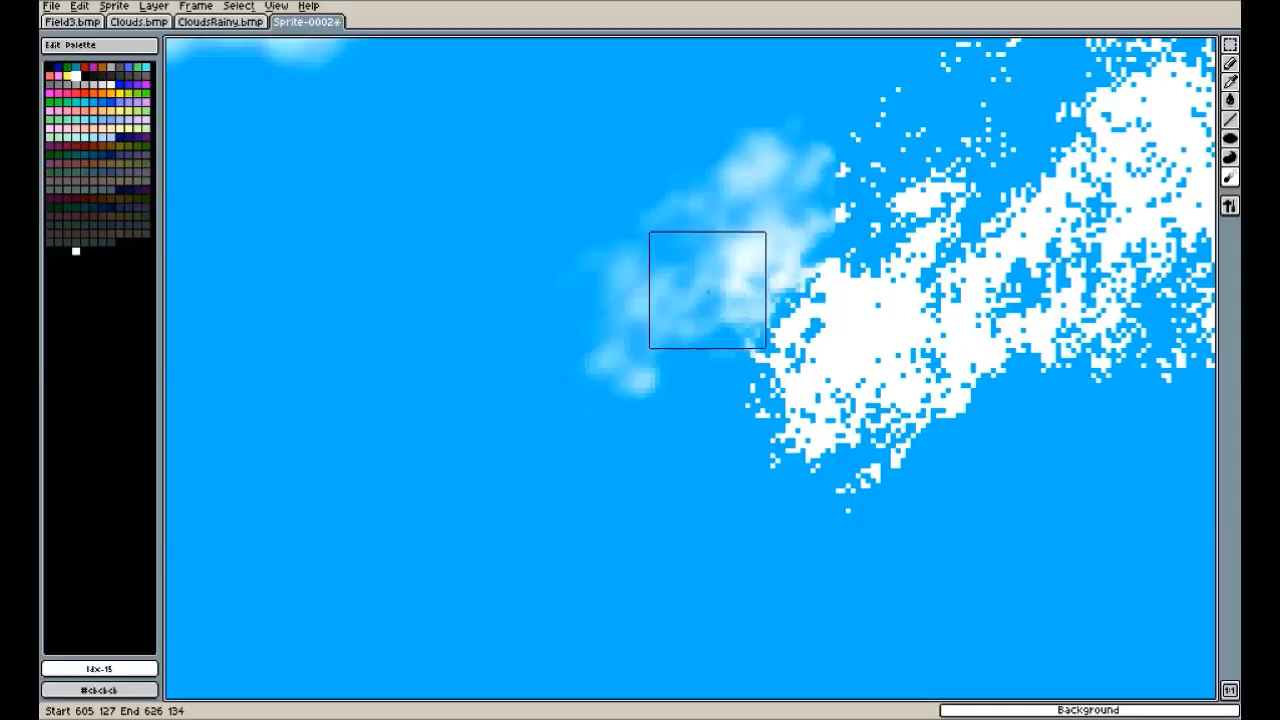 File Edit Sprite Layer Frame Select View Help
Field3.bmp Clouds.bmp CloudsRainy.bmp Sprite-0002*
Edit Palette
Idx-15
#cbcbcb
1:1
Start 605 127 End 626 134
Background